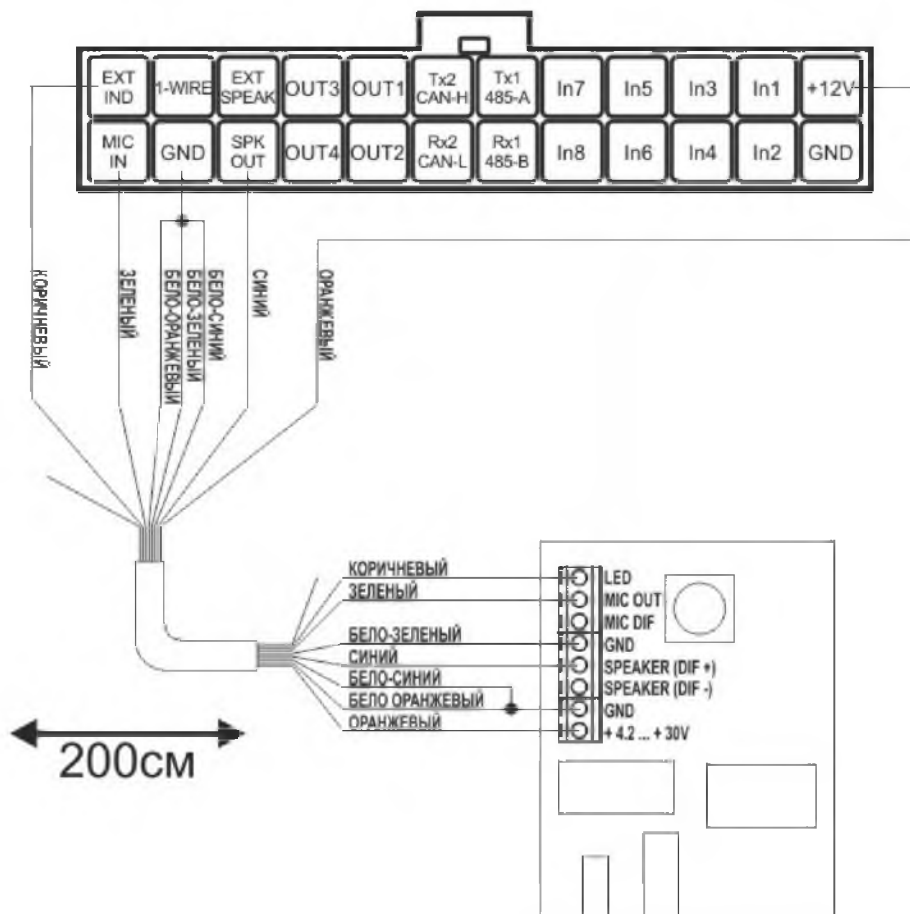 EXT IND
1-WIRE
EXT SPEAK
OUT3
OUT1
Tx2 CAN-H
Tx1 485-A
In7
In5
In3
In1
+12V
MIC IN
GND
SPK OUT
OUT4
OUT2
Rx2 CAN-L
Rx1 485-B
In8
In6
In4
In2
GND
КОРИЧНЕВЫЙ
ЗЕЛЕНЫЙ
БЕЛО-ОРАНЖЕВЫЙ
БЕЛО-ЗЕЛЕНЫЙ
БЕЛО-СИНИЙ
СИНИЙ
ОРАНЖЕВЫЙ
КОРИЧНЕВЫЙ
ЗЕЛЕНЫЙ
БЕЛО-ЗЕЛЕНЫЙ
СИНИЙ
БЕЛО-СИНИЙ
БЕЛО ОРАНЖЕВЫЙ
ОРАНЖЕВЫЙ
LED
MIC OUT
MIC DIF
GND
SPEAKER (DIF +)
SPEAKER (DIF -)
GND
+ 4.2 ... + 30V
200см